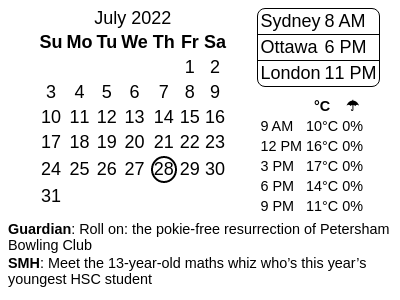 July 2022
Su Mo Tu We Th Fr Sa
1 2
3 4 5 6 7 8 9
10 11 12 13 14 15 16
17 18 19 20 21 22 23
24 25 26 27 28 29 30
31
Sydney 8 AM
Ottawa 6 PM
London 11 PM
°C ☂
9 AM 10°C 0%
12 PM 16°C 0%
3 PM 17°C 0%
6 PM 14°C 0%
9 PM 11°C 0%
Guardian: Roll on: the pokie-free resurrection of Petersham
Bowling Club
SMH: Meet the 13-year-old maths whiz who’s this year’s
youngest HSC student